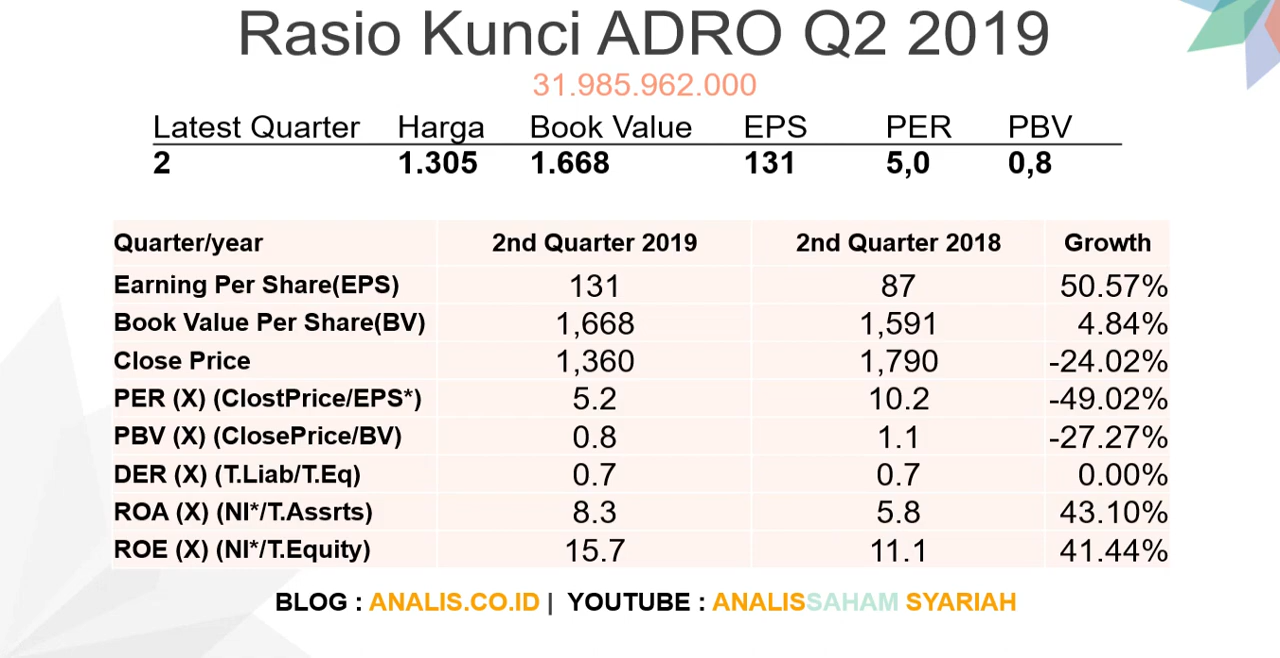 Rasio Kunci ADRO Q2 2019
31.985.962.000
Latest Quarter Harga Book Value EPS PER PBV
2 1.305 1.668 131 5,0 0,8
Quarter/year 2nd Quarter 2019 2nd Quarter 2018 Growth
Earning Per Share(EPS) 131 87 50.57%
Book Value Per Share(BV) 1,668 1,591 4.84%
Close Price 1,360 1,790 -24.02%
PER (X) (ClostPrice/EPS*) 5.2 10.2 -49.02%
PBV (X) (ClosePrice/BV) 0.8 1.1 -27.27%
DER (X) (T.Liab/T.Eq) 0.7 0.7 0.00%
ROA (X) (NI*/T.Assrts) 8.3 5.8 43.10%
ROE (X) (NI*/T.Equity) 15.7 11.1 41.44%
BLOG : ANALIS.CO.ID | YOUTUBE : ANALISSAHAM SYARIAH